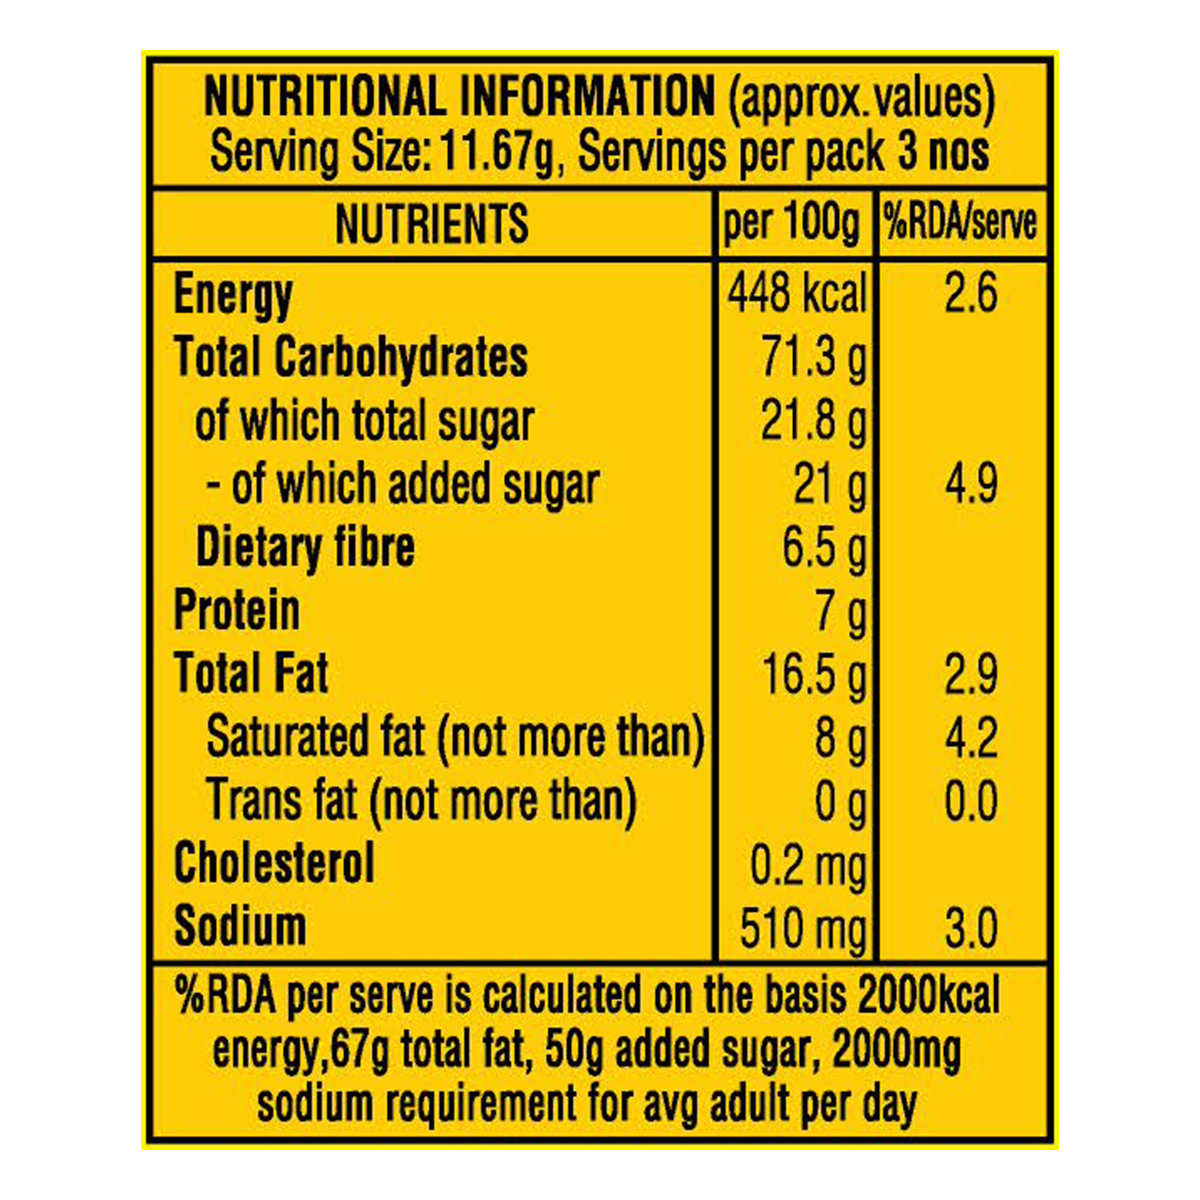 NUTRITIONAL INFORMATION (approx.values)
Serving Size: 11.67g, Servings per pack 3 nos
NUTRIENTS per 100g %RDA/serve
Energy 448 kcal 2.6
Total Carbohydrates 71.3 g
of which total sugar 21.8 g
- of which added sugar 21 g 4.9
Dietary fibre 6.5 g
Protein 7 g
Total Fat 16.5 g 2.9
Saturated fat (not more than) 8 g 4.2
Trans fat (not more than) 0 g 0.0
Cholesterol 0.2 mg
Sodium 510 mg 3.0
%RDA per serve is calculated on the basis 2000kcal
energy,67g total fat, 50g added sugar, 2000mg
sodium requirement for avg adult per day